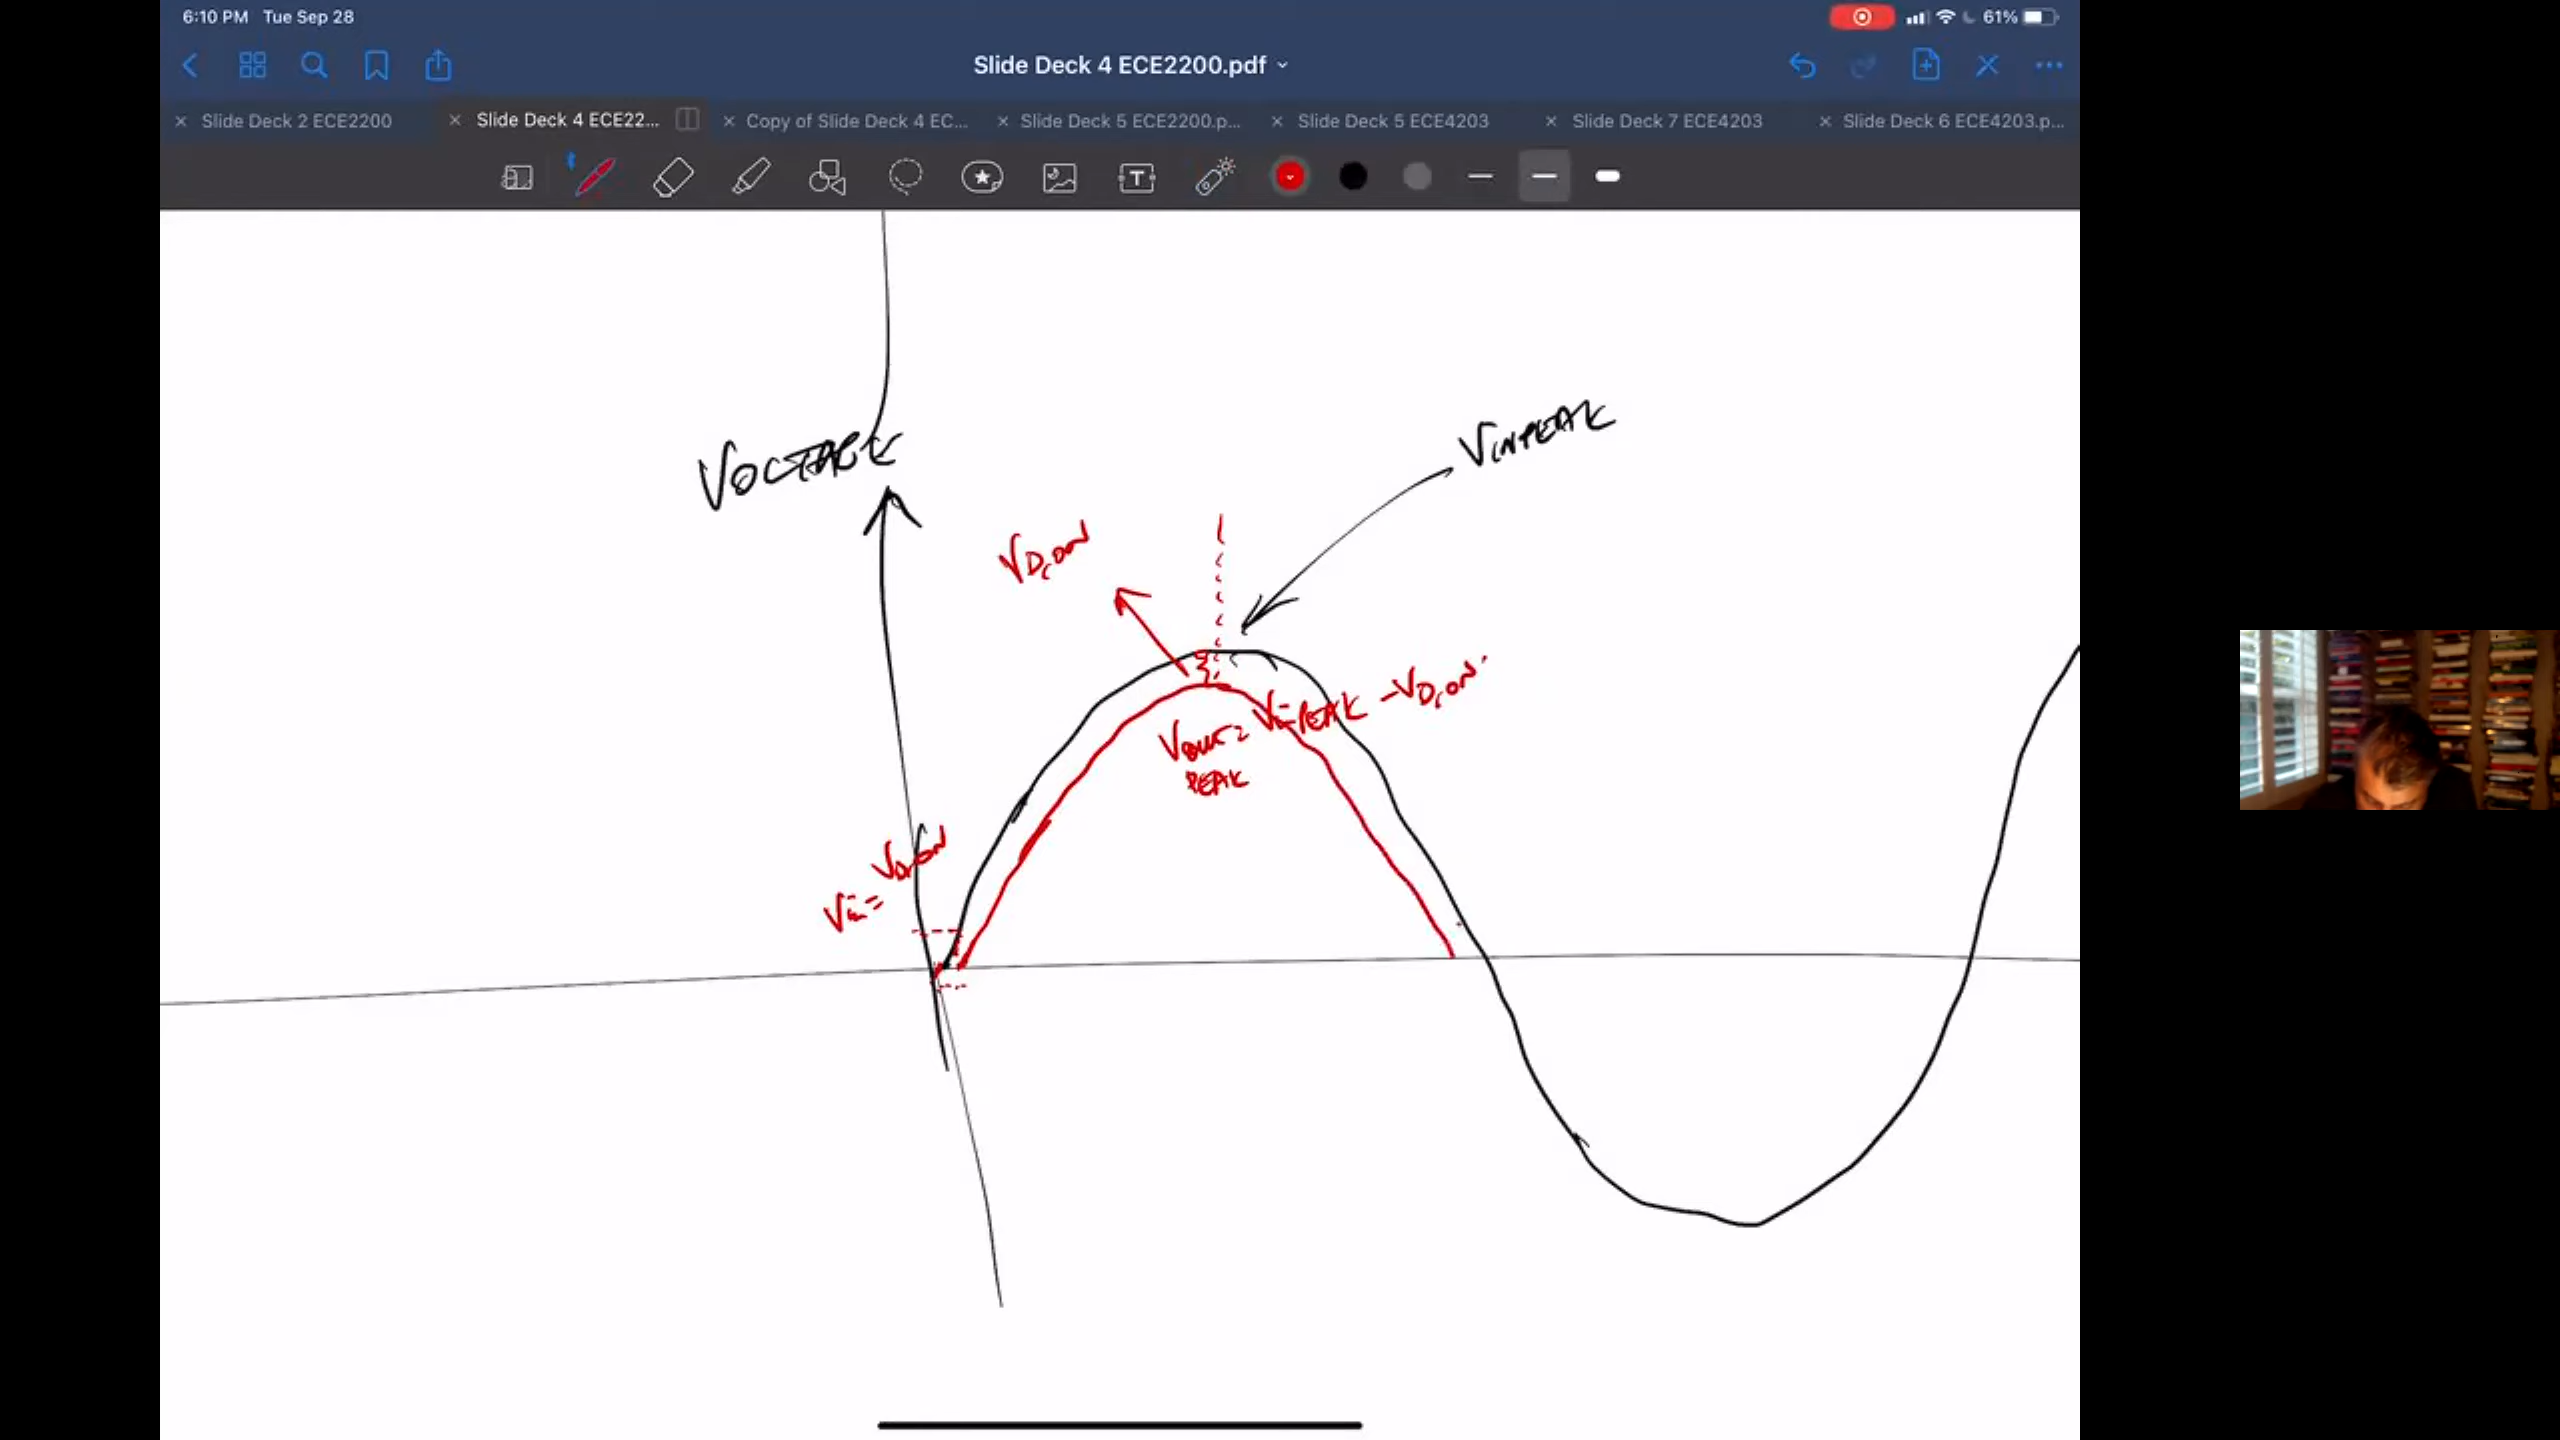 6:10 PM Tue Sep 28
61%
Slide Deck 4 ECE2200.pdf
Slide Deck 2 ECE2200
Slide Deck 4 ECE22...
Copy of Slide Deck 4 EC...
Slide Deck 5 ECE2200.p...
Slide Deck 5 ECE4203
Slide Deck 7 ECE4203
Slide Deck 6 ECE4203.p...
T
VINPEAK
VOLTAGE
VD,ON
Vout = VinPEAK - VD,ON
PEAK
Vin = VD,ON